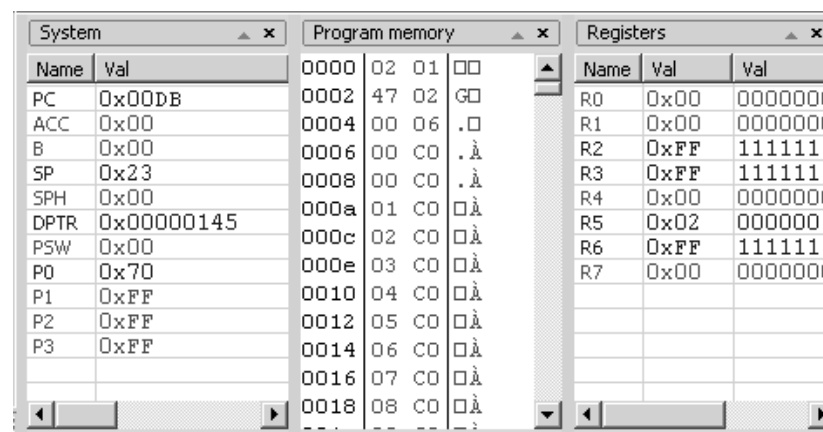 System
Name Val
PC 0x00DB
ACC 0x00
B 0x00
SP 0x23
SPH 0x00
DPTR 0x00000145
PSW 0x00
P0 0x70
P1 0xFF
P2 0xFF
P3 0xFF
Program memory
0000 02 01 □□
0002 47 02 G□
0004 00 06 .□
0006 00 C0 .À
0008 00 C0 .À
000a 01 C0 □À
000c 02 C0 □À
000e 03 C0 □À
0010 04 C0 □À
0012 05 C0 □À
0014 06 C0 □À
0016 07 C0 □À
0018 08 C0 □À
Registers
Name Val Val
R0 0x00 0000000
R1 0x00 0000000
R2 0xFF 111111
R3 0xFF 111111
R4 0x00 0000000
R5 0x02 000000
R6 0xFF 111111
R7 0x00 0000000